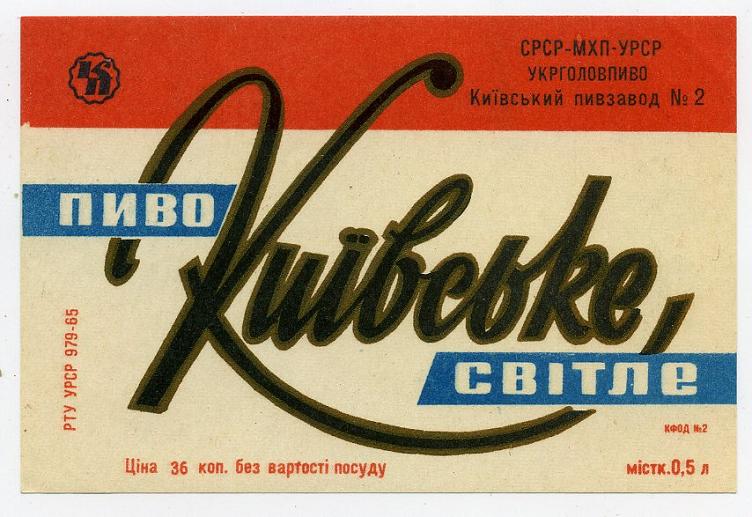 СРСР-МХП-УРСР
УКРГОЛОВПИВО
Київський пивзавод № 2
ПИВО
Київське,
СВІТЛЕ
РТУ УРСР 979-65
КФОД №2
Ціна 36 коп. без вартості посуду
містк.0,5 л